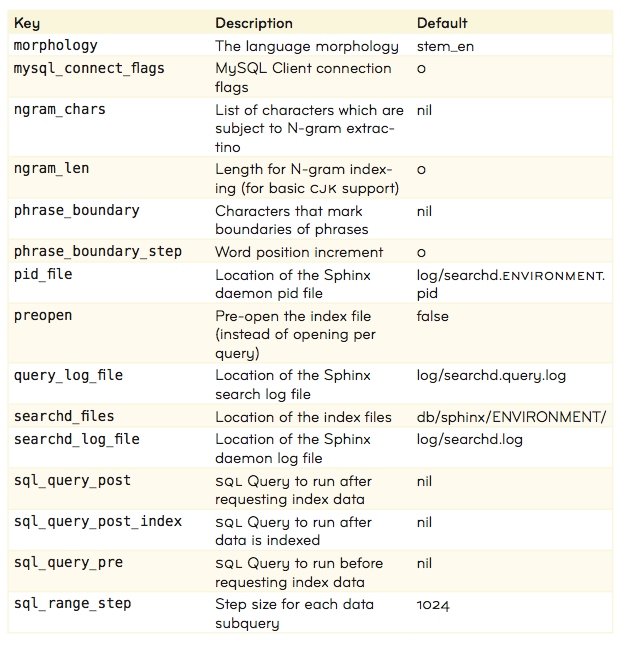 Key Description Default
morphology The language morphology stem_en
mysql_connect_flags MySQL Client connection 0
flags
ngram_chars List of characters which are nil
subject to N-gram extrac-
tino
ngram_len Length for N-gram index- 0
ing (for basic CJK support)
phrase_boundary Characters that mark nil
boundaries of phrases
phrase_boundary_step Word position increment 0
pid_file Location of the Sphinx log/searchd.ENVIRONMENT.
daemon pid file pid
preopen Pre-open the index file false
(instead of opening per
query)
query_log_file Location of the Sphinx log/searchd.query.log
search log file
searchd_files Location of the index files db/sphinx/ENVIRONMENT/
searchd_log_file Location of the Sphinx log/searchd.log
daemon log file
sql_query_post SQL Query to run after nil
requesting index data
sql_query_post_index SQL Query to run after nil
data is indexed
sql_query_pre SQL Query to run before nil
requesting index data
sql_range_step Step size for each data 1024
subquery